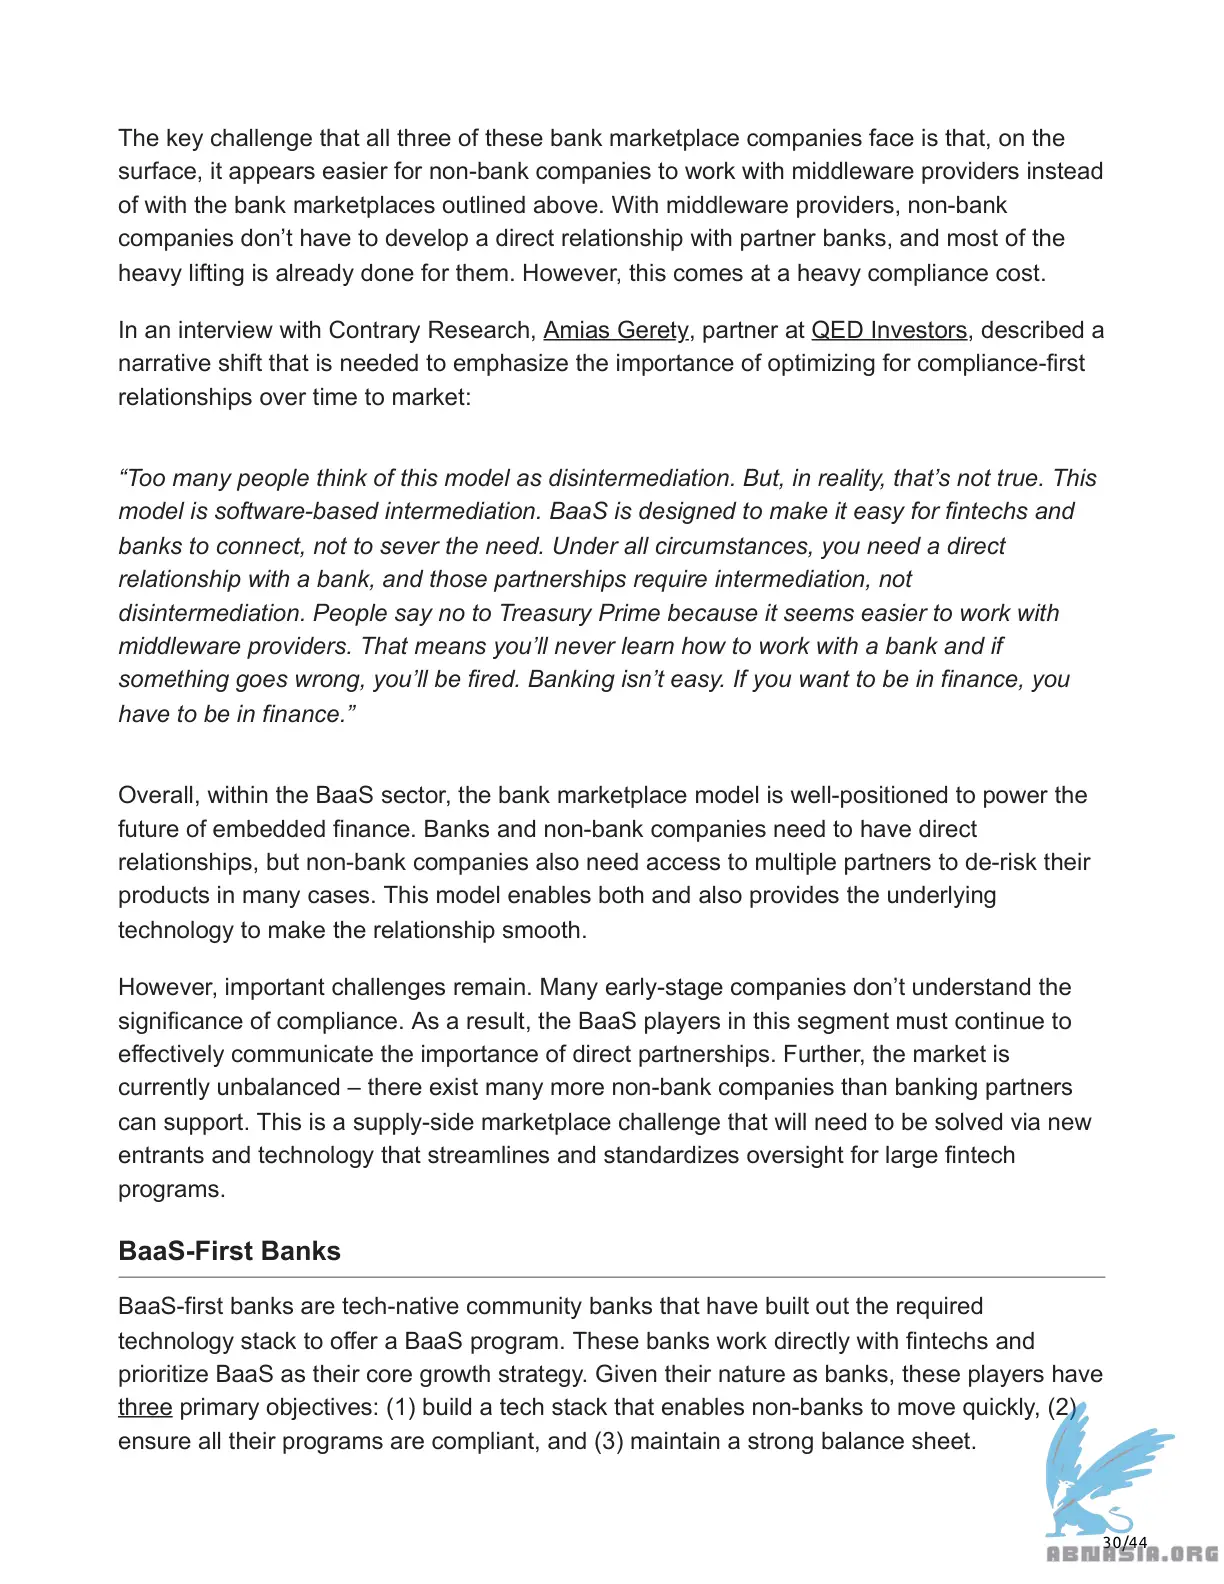 The key challenge that all three of these bank marketplace companies face is that, on the
surface, it appears easier for non-bank companies to work with middleware providers instead
of with the bank marketplaces outlined above. With middleware providers, non-bank
companies don’t have to develop a direct relationship with partner banks, and most of the
heavy lifting is already done for them. However, this comes at a heavy compliance cost.
In an interview with Contrary Research, Amias Gerety, partner at QED Investors, described a
narrative shift that is needed to emphasize the importance of optimizing for compliance-first
relationships over time to market:
“Too many people think of this model as disintermediation. But, in reality, that’s not true. This
model is software-based intermediation. BaaS is designed to make it easy for fintechs and
banks to connect, not to sever the need. Under all circumstances, you need a direct
relationship with a bank, and those partnerships require intermediation, not
disintermediation. People say no to Treasury Prime because it seems easier to work with
middleware providers. That means you’ll never learn how to work with a bank and if
something goes wrong, you’ll be fired. Banking isn’t easy. If you want to be in finance, you
have to be in finance.”
Overall, within the BaaS sector, the bank marketplace model is well-positioned to power the
future of embedded finance. Banks and non-bank companies need to have direct
relationships, but non-bank companies also need access to multiple partners to de-risk their
products in many cases. This model enables both and also provides the underlying
technology to make the relationship smooth.
However, important challenges remain. Many early-stage companies don’t understand the
significance of compliance. As a result, the BaaS players in this segment must continue to
effectively communicate the importance of direct partnerships. Further, the market is
currently unbalanced – there exist many more non-bank companies than banking partners
can support. This is a supply-side marketplace challenge that will need to be solved via new
entrants and technology that streamlines and standardizes oversight for large fintech
programs.
BaaS-First Banks
BaaS-first banks are tech-native community banks that have built out the required
technology stack to offer a BaaS program. These banks work directly with fintechs and
prioritize BaaS as their core growth strategy. Given their nature as banks, these players have
three primary objectives: (1) build a tech stack that enables non-banks to move quickly, (2)
ensure all their programs are compliant, and (3) maintain a strong balance sheet.
30/44
ABNASIA.ORG